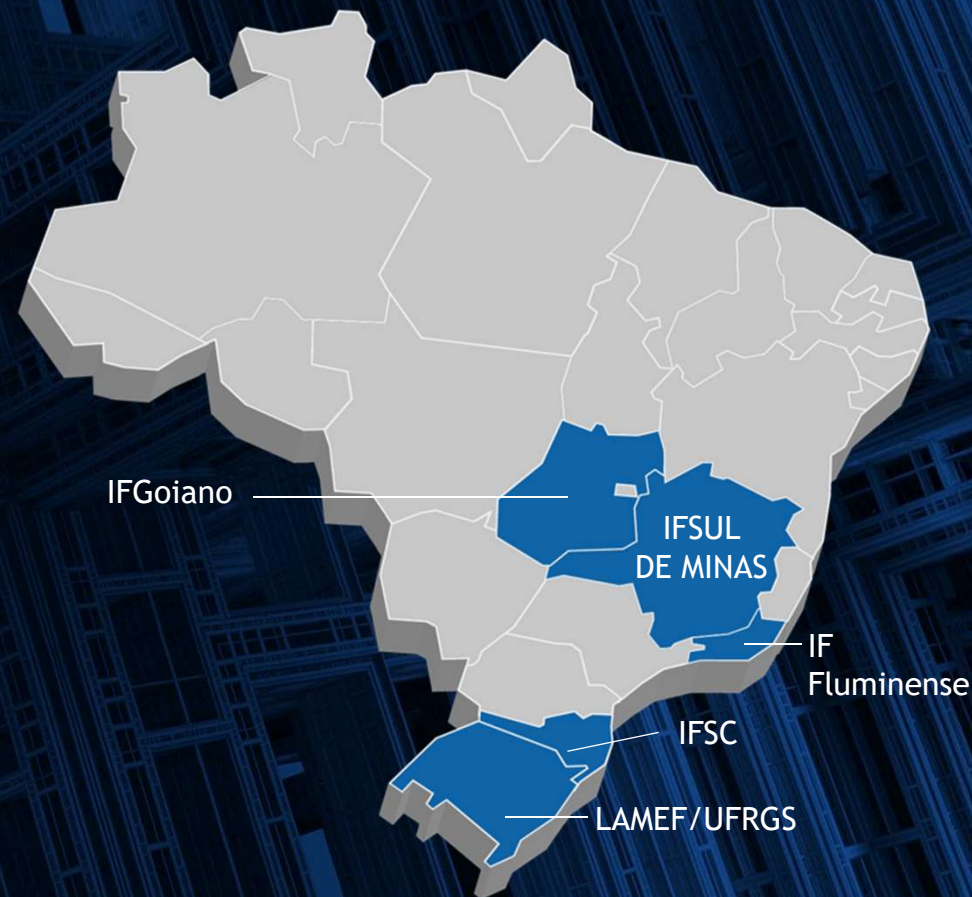 IFGoiano
IFSUL
DE MINAS
IF
Fluminense
IFSC
LAMEF/UFRGS